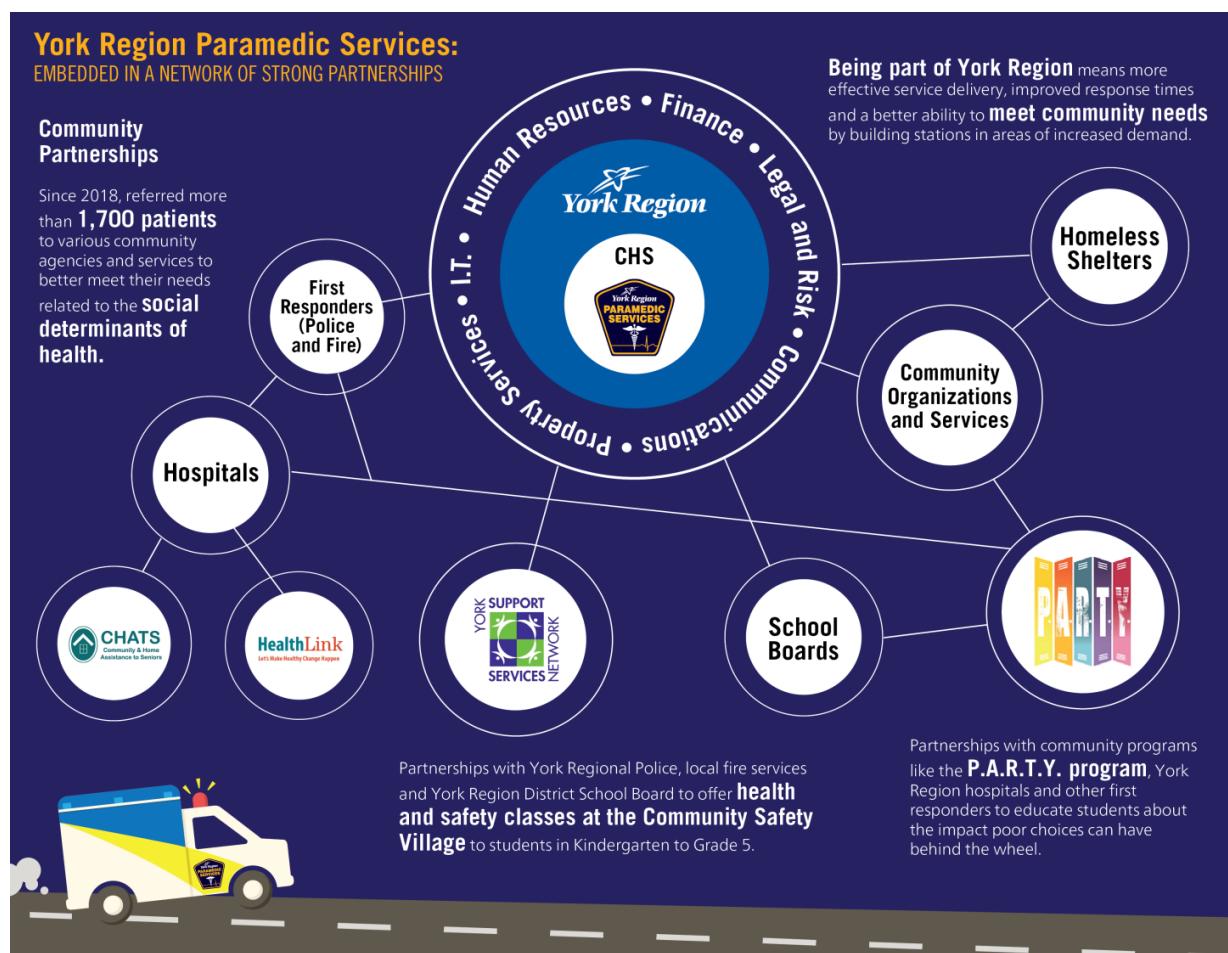 York Region Paramedic Services:
EMBEDDED IN A NETWORK OF STRONG PARTNERSHIPS
Community
Partnerships
Since 2018, referred more
than 1,700 patients
to various community
agencies and services to
better meet their needs
related to the social
determinants of
health.
Being part of York Region means more
effective service delivery, improved response times
and a better ability to meet community needs
by building stations in areas of increased demand.
Human Resources • Finance • Legal and Risk • Communications • Property Services • I.T. •
York Region
CHS
York Region
PARAMEDIC
SERVICES
First
Responders
(Police
and Fire)
Homeless
Shelters
Community
Organizations
and Services
Hospitals
CHATS
Community & Home
Assistance to Seniors
HealthLink
Let's Make Healthy Change Happen
YORK
SUPPORT
SERVICES
NETWORK
School
Boards
P.A.R.T.Y.
Partnerships with York Regional Police, local fire services
and York Region District School Board to offer health
and safety classes at the Community Safety
Village to students in Kindergarten to Grade 5.
Partnerships with community programs
like the P.A.R.T.Y. program, York
Region hospitals and other first
responders to educate students about
the impact poor choices can have
behind the wheel.
York Region
PARAMEDIC
SERVICES